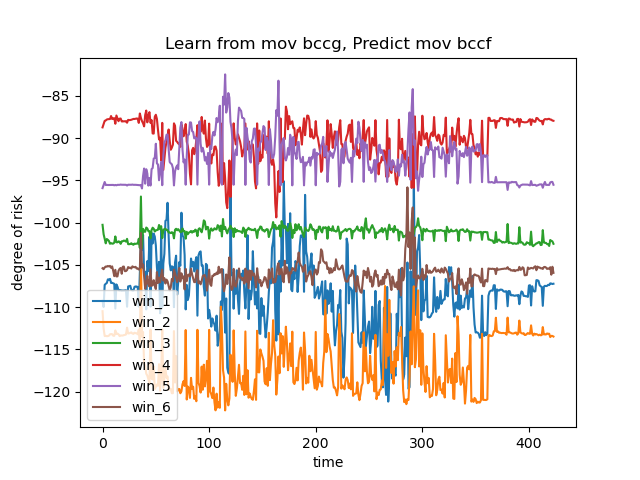 Learn from mov bccg, Predict mov bccf
degree of risk
−85
−90
−95
−100
−105
−110
−115
−120
win_1
win_2
win_3
win_4
win_5
win_6
0 100 200 300 400
time